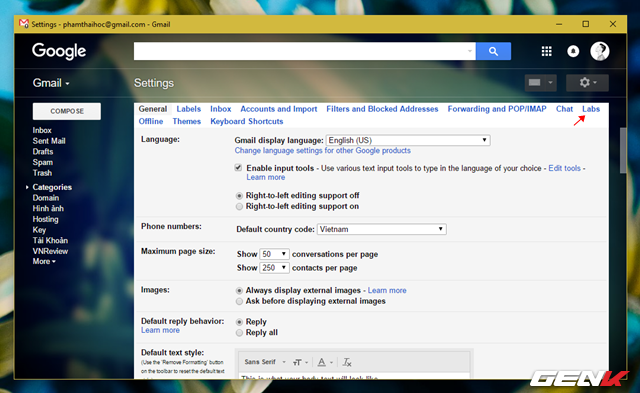 Settings - phamthaihoc@gmail.com - Gmail
Google
Gmail
Settings
COMPOSE
Inbox
Sent Mail
Drafts
Spam
Trash
Categories
Domain
Hình ảnh
Hosting
Key
Tài Khoản
VNReview
More
General Labels Inbox Accounts and Import Filters and Blocked Addresses Forwarding and POP/IMAP Chat Labs
Offline Themes Keyboard Shortcuts
Language:
Gmail display language: English (US)
Change language settings for other Google products
Enable input tools - Use various text input tools to type in the language of your choice - Edit tools -
Learn more
Right-to-left editing support off
Right-to-left editing support on
Phone numbers:
Default country code: Vietnam
Maximum page size:
Show 50 conversations per page
Show 250 contacts per page
Images:
Always display external images - Learn more
Ask before displaying external images
Default reply behavior:
Learn more
Reply
Reply all
Default text style:
(Use the 'Remove Formatting' button
on the toolbar to reset the default text
Sans Serif
This is what your body text will look like.
GENK